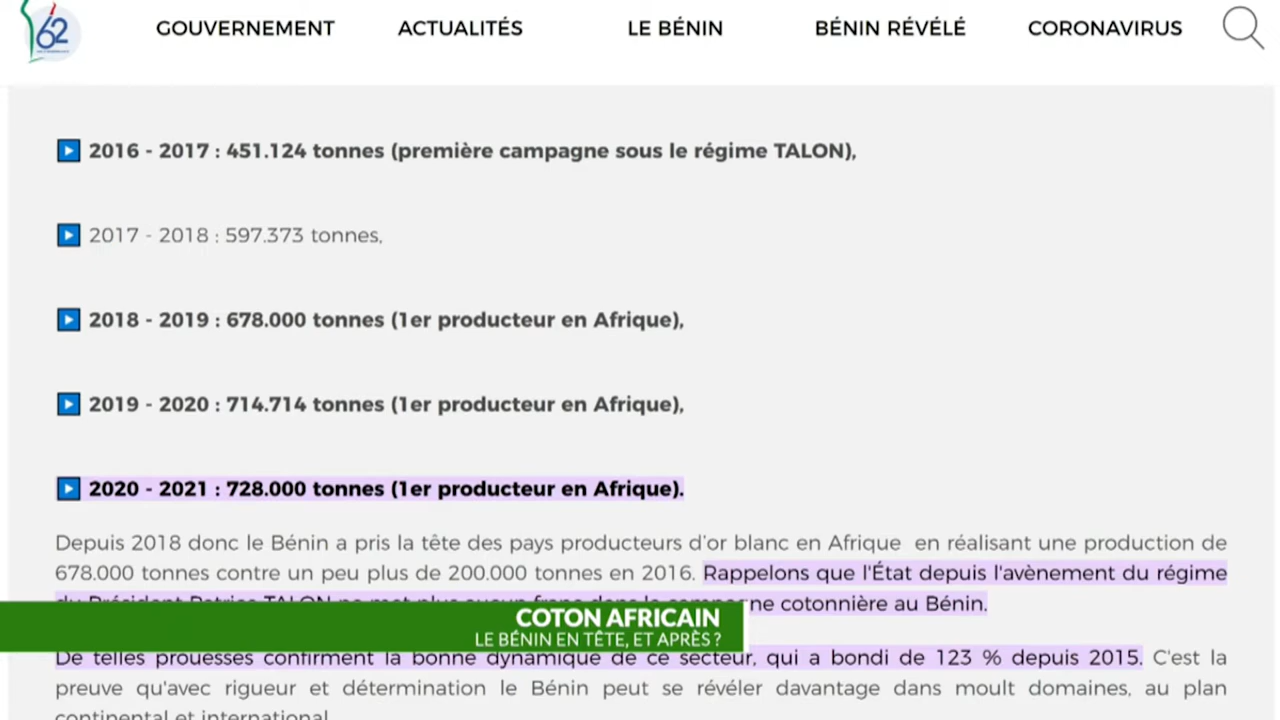 62
GOUVERNEMENT ACTUALITÉS LE BÉNIN BÉNIN RÉVÉLÉ CORONAVIRUS
2016 - 2017 : 451.124 tonnes (première campagne sous le régime TALON),
2017 - 2018 : 597.373 tonnes,
2018 - 2019 : 678.000 tonnes (1er producteur en Afrique),
2019 - 2020 : 714.714 tonnes (1er producteur en Afrique),
2020 - 2021 : 728.000 tonnes (1er producteur en Afrique).
Depuis 2018 donc le Bénin a pris la tête des pays producteurs d'or blanc en Afrique en réalisant une production de
678.000 tonnes contre un peu plus de 200.000 tonnes en 2016. Rappelons que l'État depuis l'avènement du régime
cotonnière au Bénin.
COTON AFRICAIN
LE BÉNIN EN TÊTE, ET APRÈS ?
De telles prouesses confirment la bonne dynamique de ce secteur, qui a bondi de 123 % depuis 2015. C'est la
preuve qu'avec rigueur et détermination le Bénin peut se révéler davantage dans moult domaines, au plan
continental et international